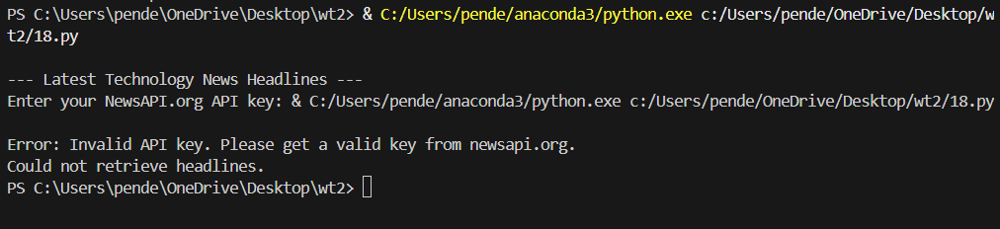 PS C:\Users\pende\OneDrive\Desktop\wt2> & C:/Users/pende/anaconda3/python.exe c:/Users/pende/OneDrive/Desktop/w
t2/18.py
--- Latest Technology News Headlines ---
Enter your NewsAPI.org API key: & C:/Users/pende/anaconda3/python.exe c:/Users/pende/OneDrive/Desktop/wt2/18.py
Error: Invalid API key. Please get a valid key from newsapi.org.
Could not retrieve headlines.
PS C:\Users\pende\OneDrive\Desktop\wt2>